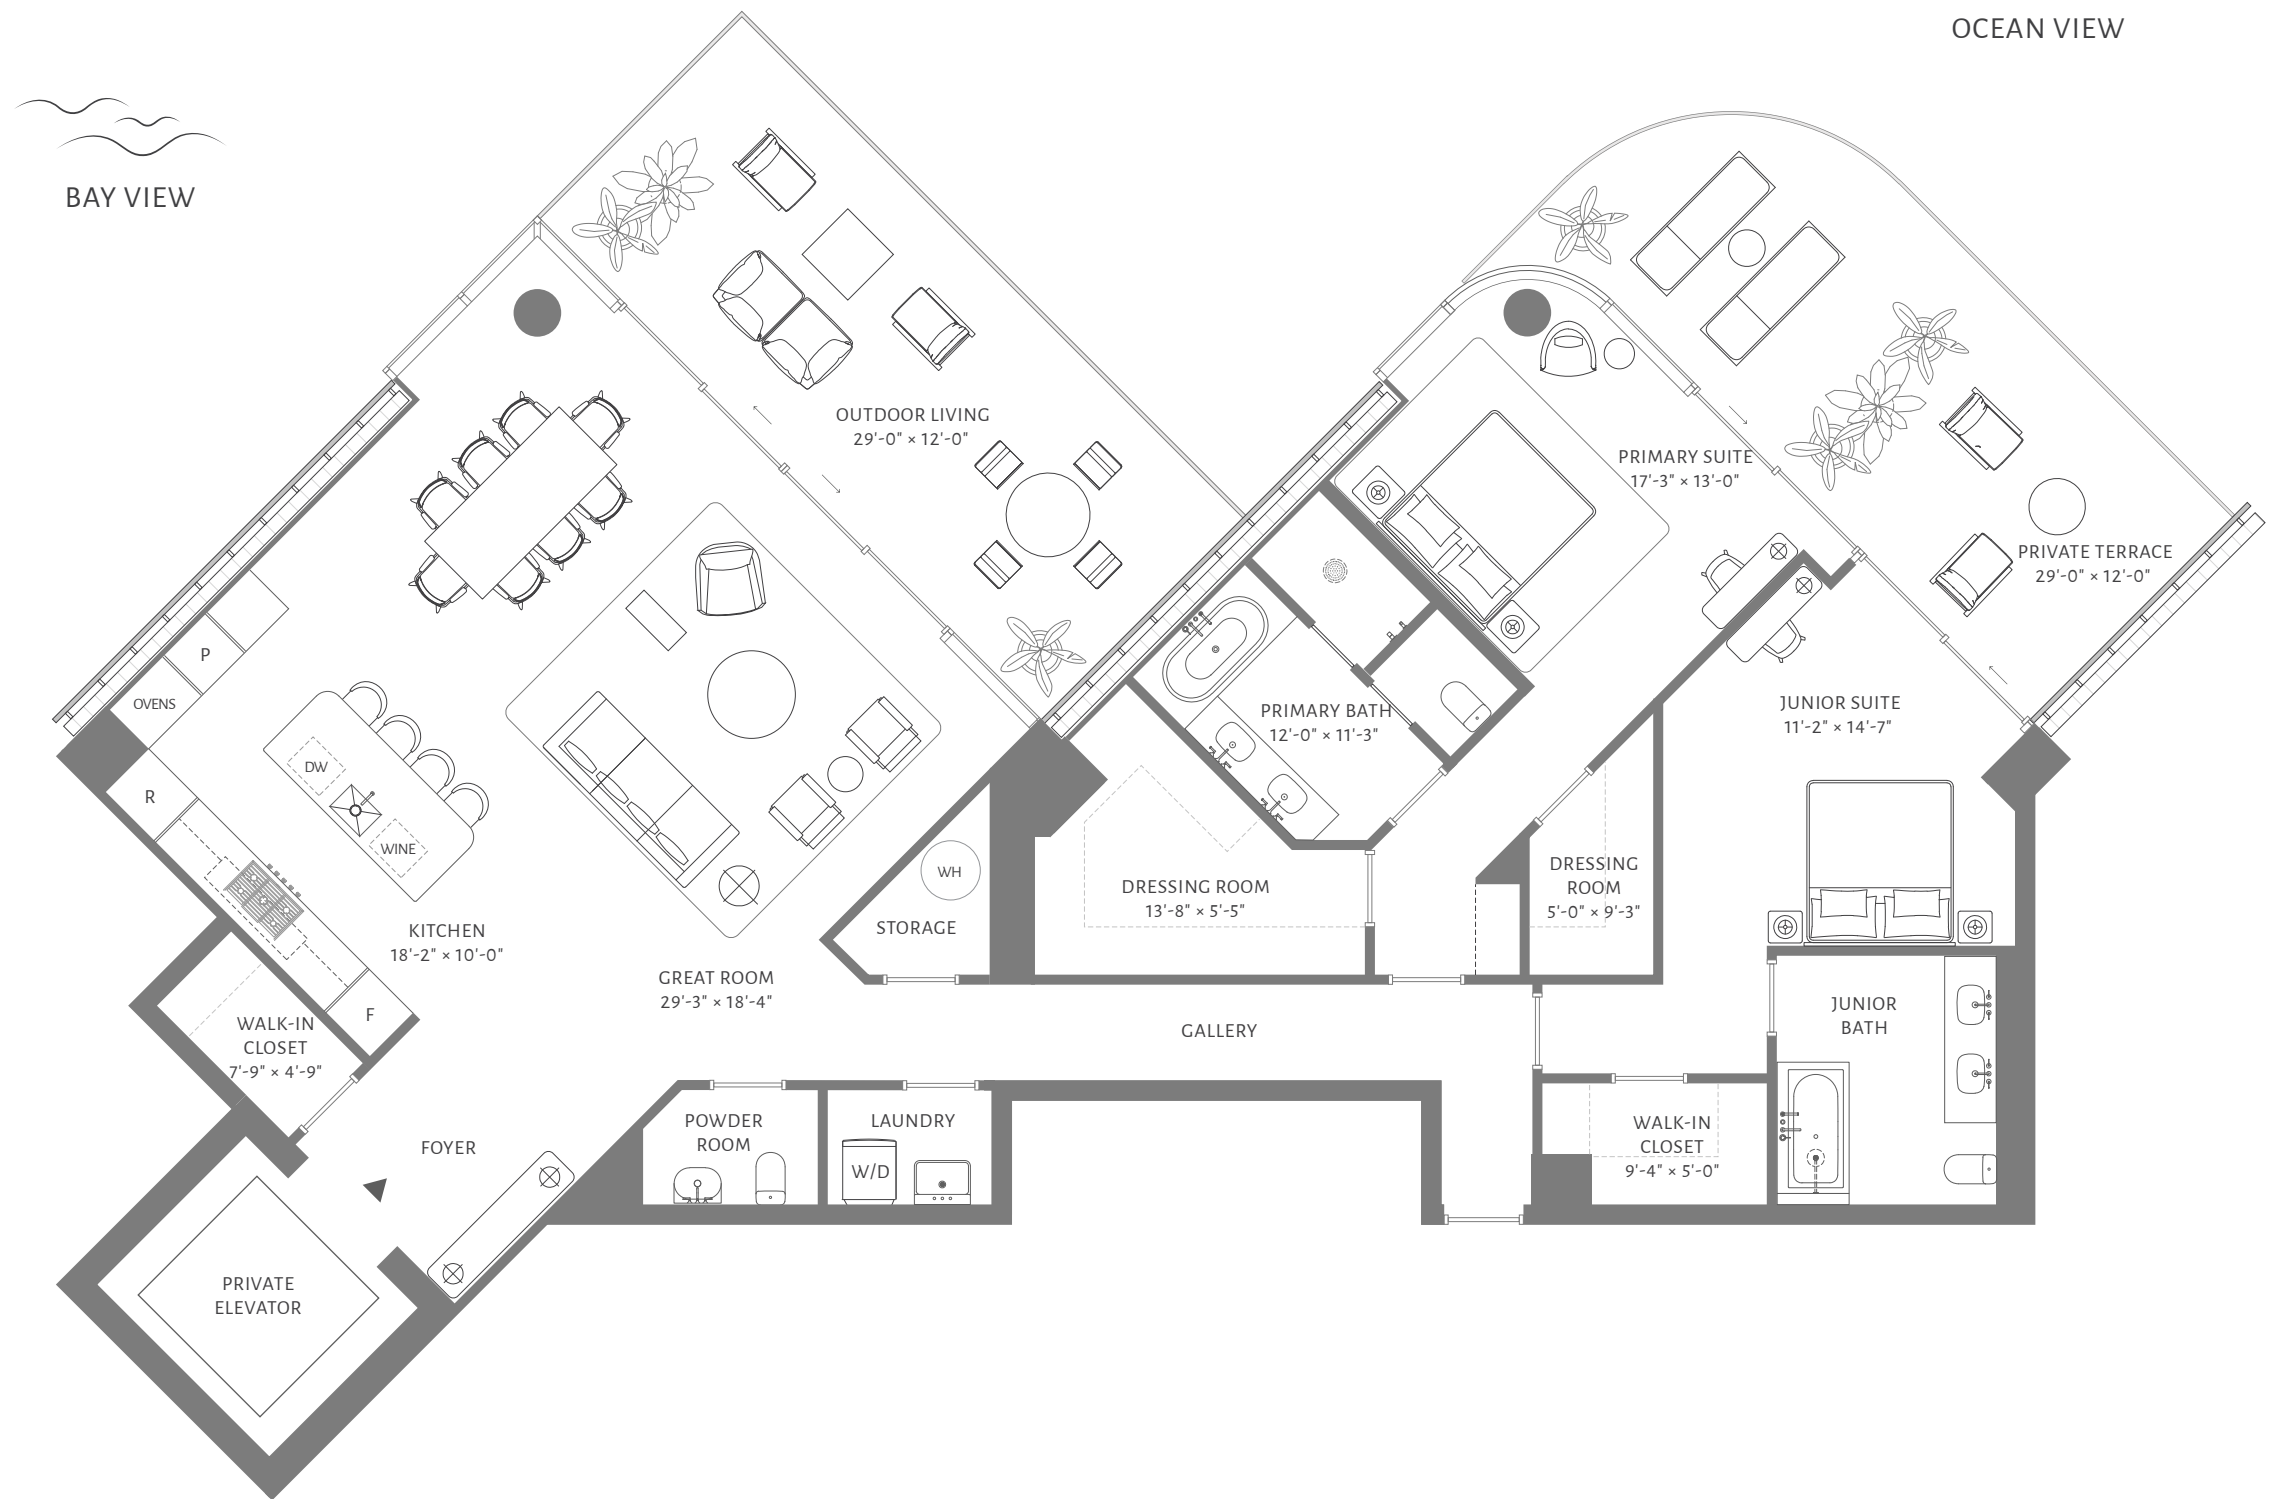 OCEAN VIEW
BAY VIEW
OUTDOOR LIVING
29'-0" × 12'-0"
PRIMARY SUITE
17'-3" × 13'-0"
PRIVATE TERRACE
29'-0" × 12'-0"
P
OVENS
DW
R
WINE
PRIMARY BATH
12'-0" × 11'-3"
JUNIOR SUITE
11'-2" × 14'-7"
WH
STORAGE
DRESSING ROOM
13'-8" × 5'-5"
DRESSING
ROOM
5'-0" × 9'-3"
KITCHEN
18'-2" × 10'-0"
GREAT ROOM
29'-3" × 18'-4"
F
WALK-IN
CLOSET
7'-9" × 4'-9"
GALLERY
JUNIOR
BATH
FOYER
POWDER
ROOM
LAUNDRY
W/D
WALK-IN
CLOSET
9'-4" × 5'-0"
PRIVATE
ELEVATOR